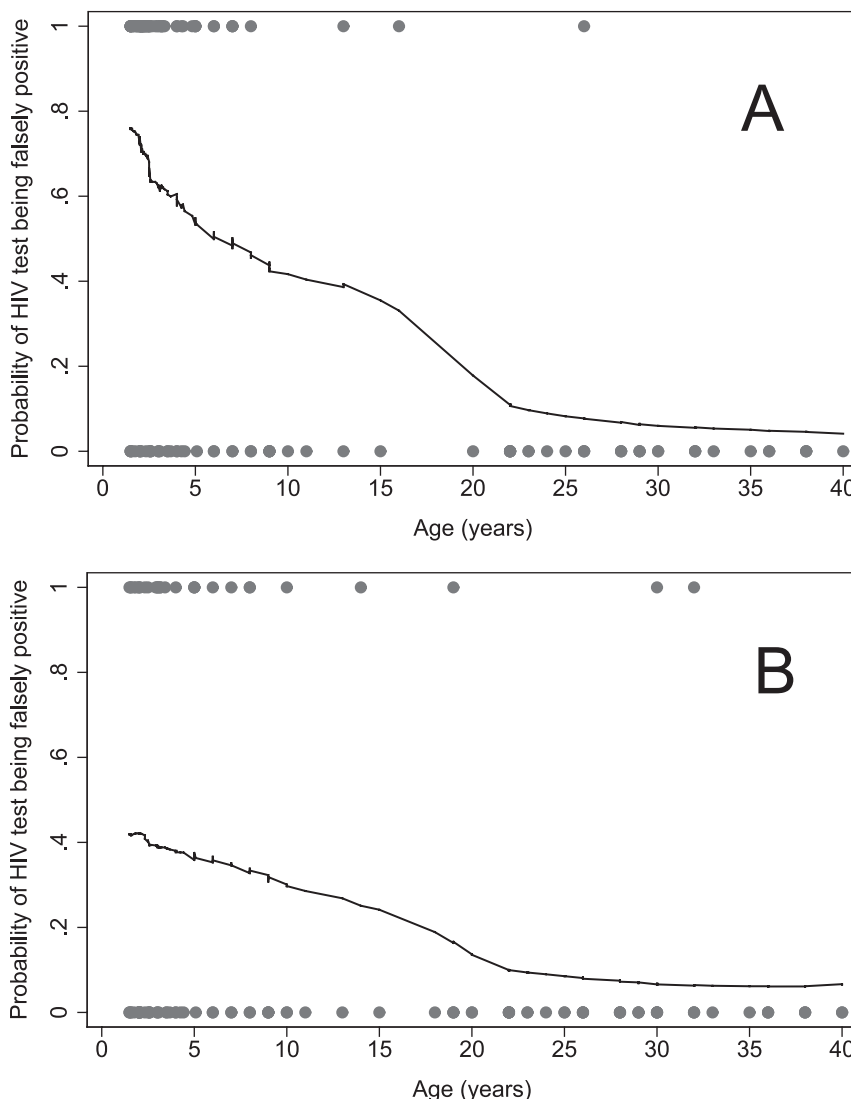 Probability of HIV test being falsely positive
1
.8
.6
.4
.2
0
A
0 5 10 15 20 25 30 35 40
Age (years)
Probability of HIV test being falsely positive
1
.8
.6
.4
.2
0
B
0 5 10 15 20 25 30 35 40
Age (years)